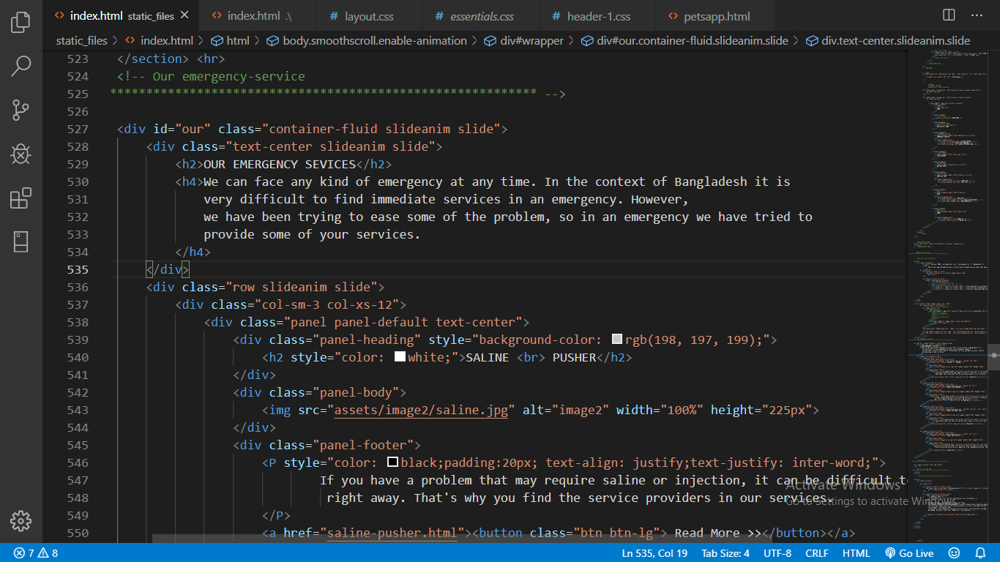 index.html static_files
index.html .\
layout.css
essentials.css
header-1.css
petsapp.html
static_files > index.html > html > body.smoothscroll.enable-animation > div#wrapper > div#our.container-fluid.slideanim.slide > div.text-center.slideanim.slide
523 </section> <hr>
524 <!-- Our emergency-service
525 *********************************************************** -->
526
527 <div id="our" class="container-fluid slideanim slide">
528 <div class="text-center slideanim slide">
529 <h2>OUR EMERGENCY SEVICES</h2>
530 <h4>We can face any kind of emergency at any time. In the context of Bangladesh it is
531 very difficult to find immediate services in an emergency. However,
532 we have been trying to ease some of the problem, so in an emergency we have tried to
533 provide some of your services.
534 </h4>
535 </div>
536 <div class="row slideanim slide">
537 <div class="col-sm-3 col-xs-12">
538 <div class="panel panel-default text-center">
539 <div class="panel-heading" style="background-color: rgb(198, 197, 199);">
540 <h2 style="color: white;">SALINE <br> PUSHER</h2>
541 </div>
542 <div class="panel-body">
543 <img src="assets/image2/saline.jpg" alt="image2" width="100%" height="225px">
544 </div>
545 <div class="panel-footer">
546 <P style="color: black;padding:20px; text-align: justify;text-justify: inter-word;">
547 If you have a problem that may require saline or injection, it can be difficult t
548 right away. That's why you find the service providers in our services.
549 </P>
550 <a href="saline-pusher.html"><button class="btn btn-lg"> Read More >></button></a>
Activate Windows
Go to Settings to activate Windows.
7 8
Ln 535, Col 19 Tab Size: 4 UTF-8 CRLF HTML Go Live